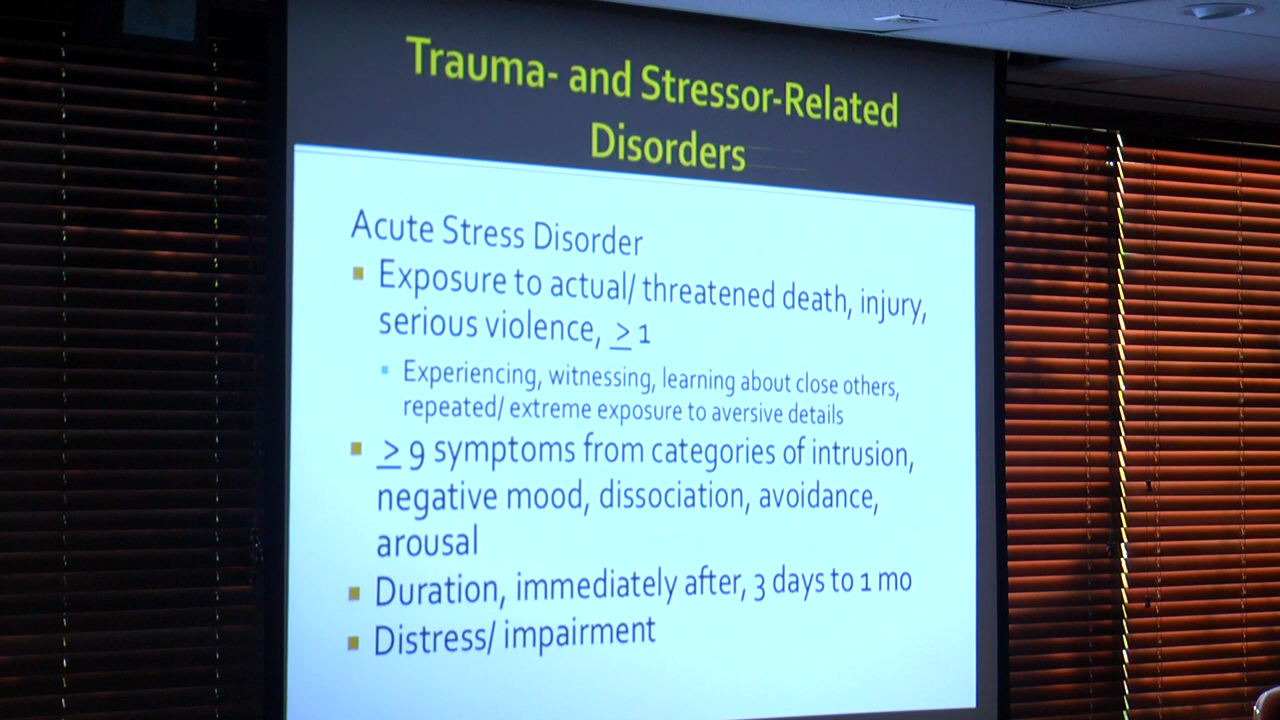 Trauma- and Stressor-Related
Disorders
Acute Stress Disorder
▪ Exposure to actual/ threatened death, injury,
serious violence, > 1
▪ Experiencing, witnessing, learning about close others,
repeated/ extreme exposure to aversive details
▪ > 9 symptoms from categories of intrusion,
negative mood, dissociation, avoidance,
arousal
▪ Duration, immediately after, 3 days to 1 mo
▪ Distress/ impairment